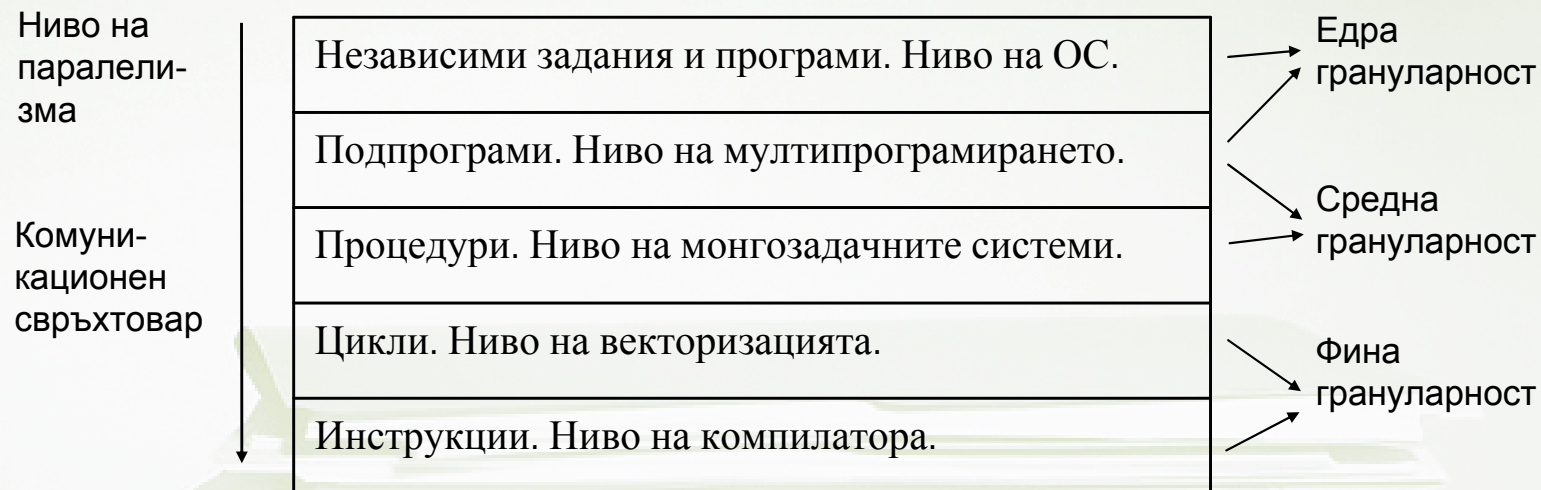 Ниво на
паралели-
зма
Комуни-
кационен
свръхтовар
Независими задания и програми. Ниво на ОС.
Подпрограми. Ниво на мултипрограмирането.
Процедури. Ниво на монгозадачните системи.
Цикли. Ниво на векторизацията.
Инструкции. Ниво на компилатора.
Едра
грануларност
Средна
грануларност
Фина
грануларност